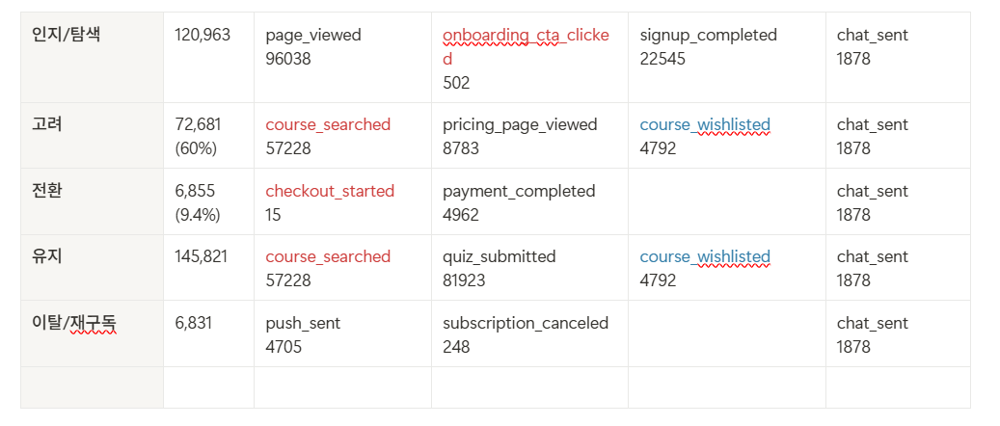 인지/탐색
120,963
page_viewed
96038
onboarding_cta_clicke
d
502
signup_completed
22545
chat_sent
1878
고려
72,681
(60%)
course_searched
57228
pricing_page_viewed
8783
course_wishlisted
4792
chat_sent
1878
전환
6,855
(9.4%)
checkout_started
15
payment_completed
4962
chat_sent
1878
유지
145,821
course_searched
57228
quiz_submitted
81923
course_wishlisted
4792
chat_sent
1878
이탈/재구독
6,831
push_sent
4705
subscription_canceled
248
chat_sent
1878